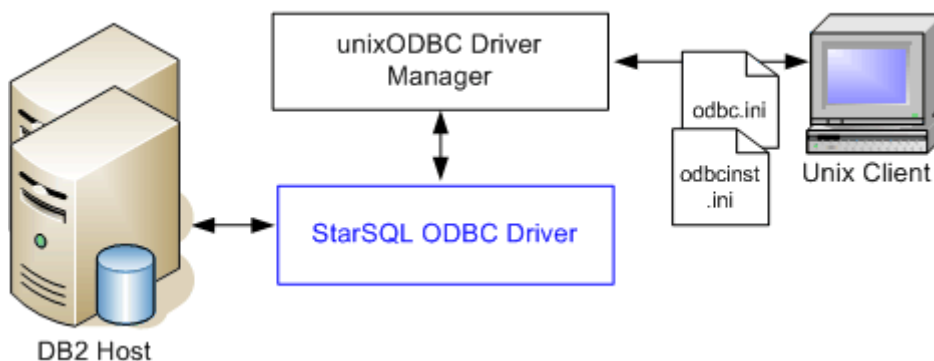 unixODBC Driver
Manager
odbc.ini
odbcinst
.ini
Unix Client
StarSQL ODBC Driver
DB2 Host